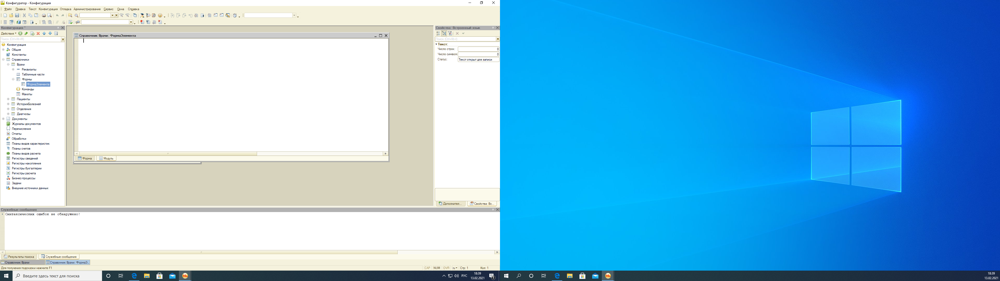 Конфигуратор - Конфигурация
Файл Правка Текст Конфигурация Отладка Администрирование Сервис Окна Справка
Конфигурация *
Действия
Поиск (Ctrl+Alt+M)
Конфигурация
Общие
Константы
Справочники
Врачи
Реквизиты
Табличные части
Формы
ФормаЭлемента
Команды
Макеты
Пациенты
ИсторияБолезней
Отделения
Диагнозы
Документы
Журналы документов
Перечисления
Отчеты
Обработки
Планы видов характеристик
Планы счетов
Планы видов расчета
Регистры сведений
Регистры накопления
Регистры бухгалтерии
Регистры расчета
Бизнес-процессы
Задачи
Внешние источники данных
Справочник Врачи: ФормаЭлемента
Форма Модуль
Свойства: Встроенный язык
Поиск (Ctrl+Alt+I)
Текст:
Число строк: 0
Число символ 0
Статус: Текст открыт для записи
Дополнител... Свойства: Вс...
Служебные сообщения
Синтаксических ошибок не обнаружено!
Результаты поиска Служебные сообщения
Справочник Врачи Справочник Врачи: ФормаЭ...
Для получения подсказки нажмите F1 CAP NUM OVR ru Стр: 1 Кол: 1
Введите здесь текст для поиска
РУС
18:39
13.02.2021
1
18:39
13.02.2021